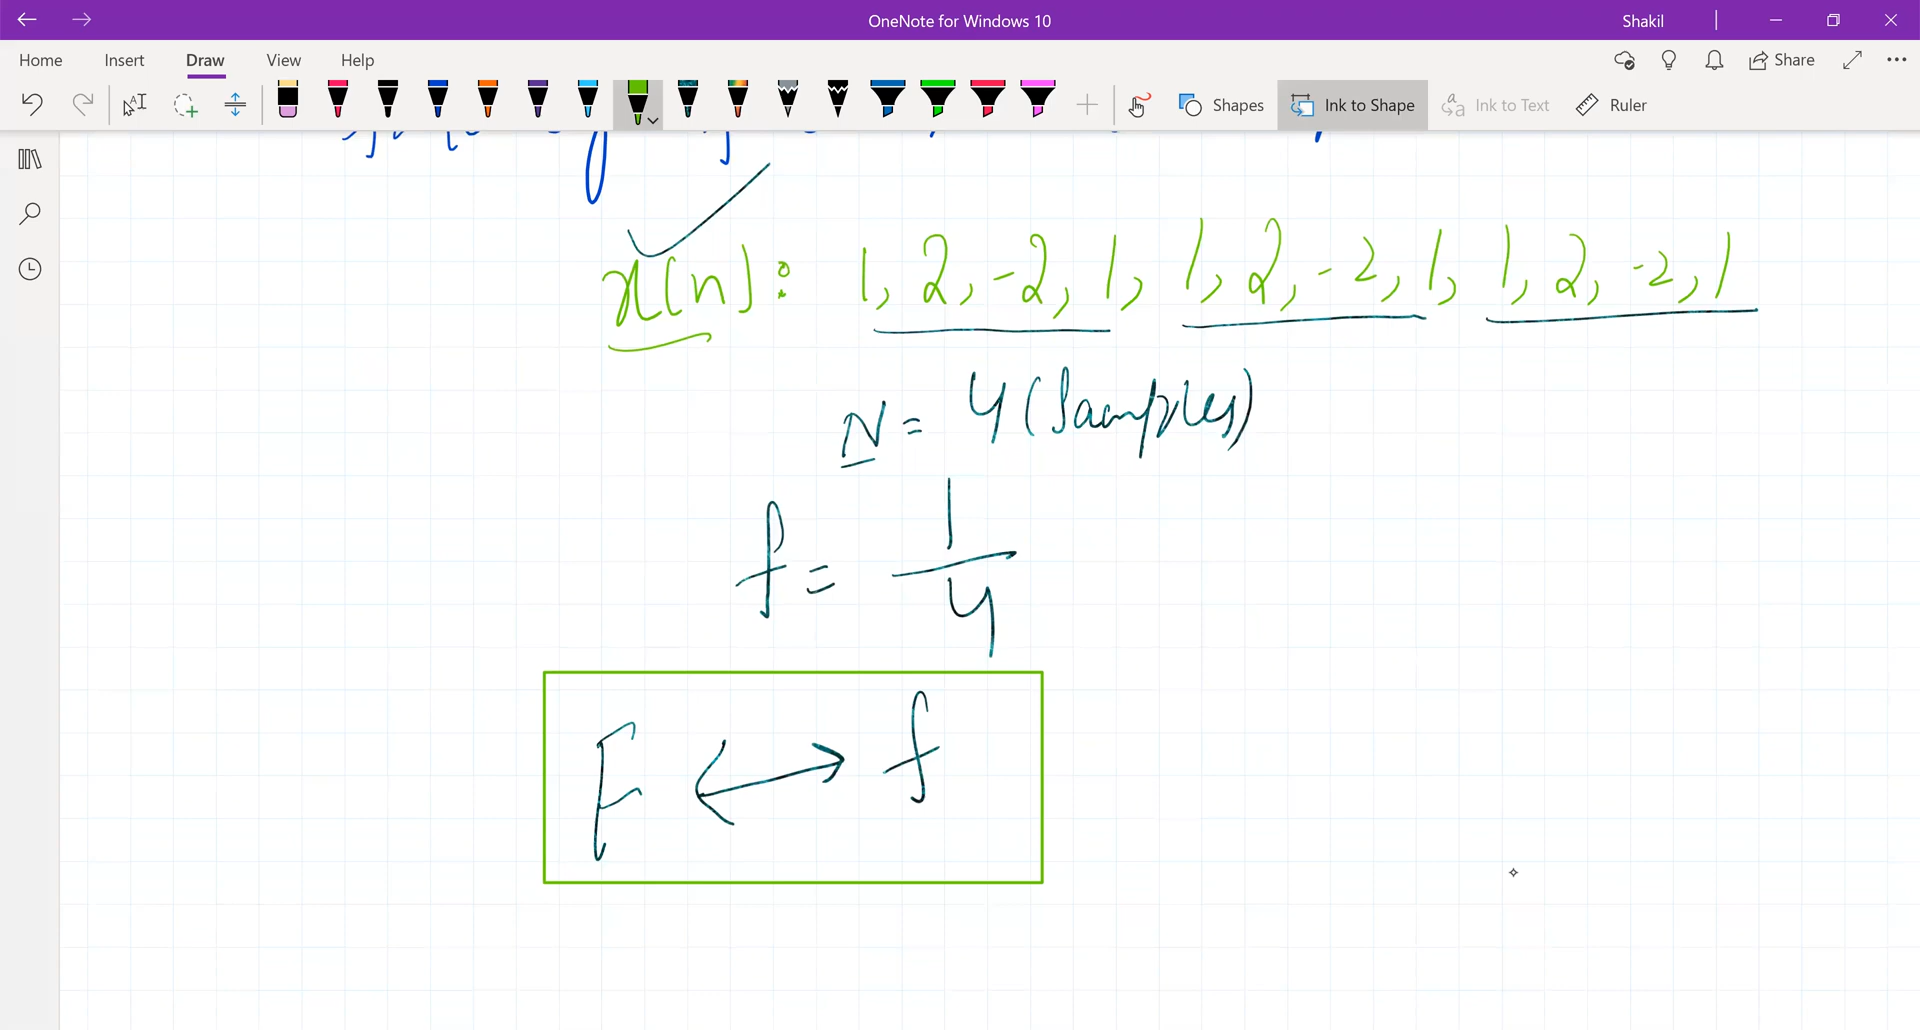 OneNote for Windows 10
Shakil
Home Insert Draw View Help
Share
Shapes Ink to Shape Ink to Text Ruler
x(n): 1, 2, -2, 1, 1, 2, -2, 1, 1, 2, -2, 1
N = 4 (Samples)
f = 1/4
F ↔ f